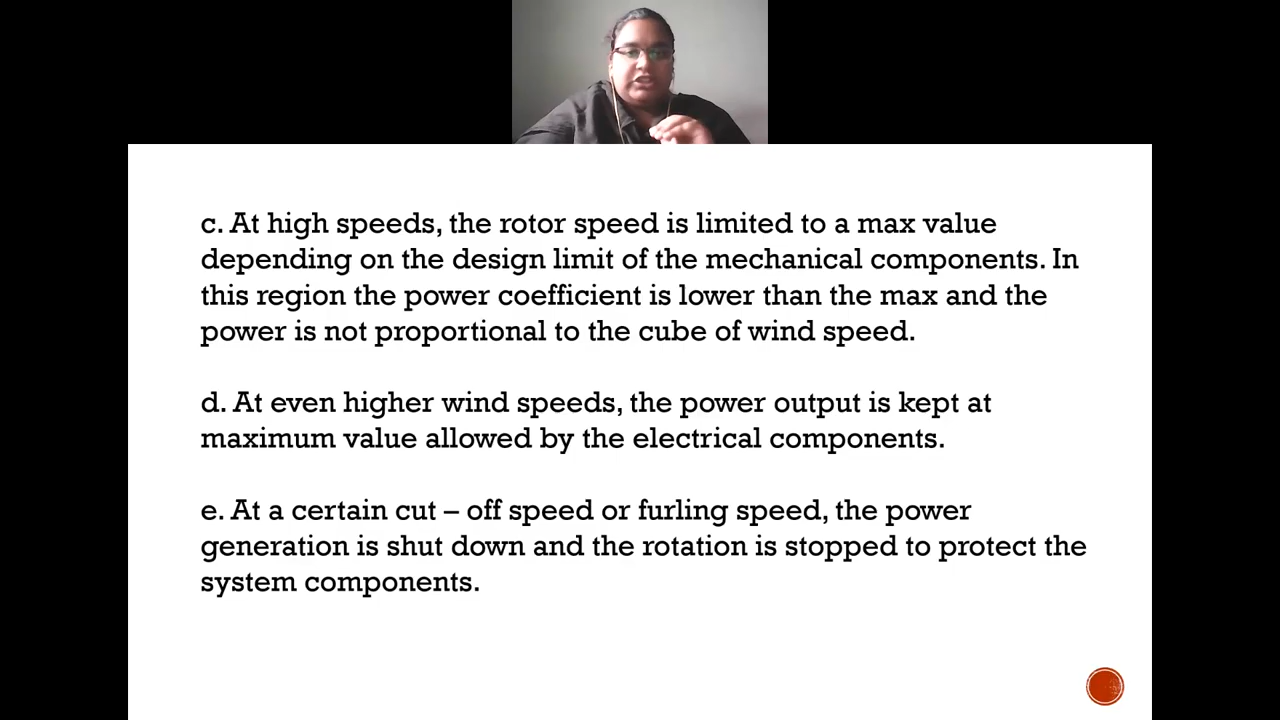 c. At high speeds, the rotor speed is limited to a max value
depending on the design limit of the mechanical components. In
this region the power coefficient is lower than the max and the
power is not proportional to the cube of wind speed.
d. At even higher wind speeds, the power output is kept at
maximum value allowed by the electrical components.
e. At a certain cut – off speed or furling speed, the power
generation is shut down and the rotation is stopped to protect the
system components.